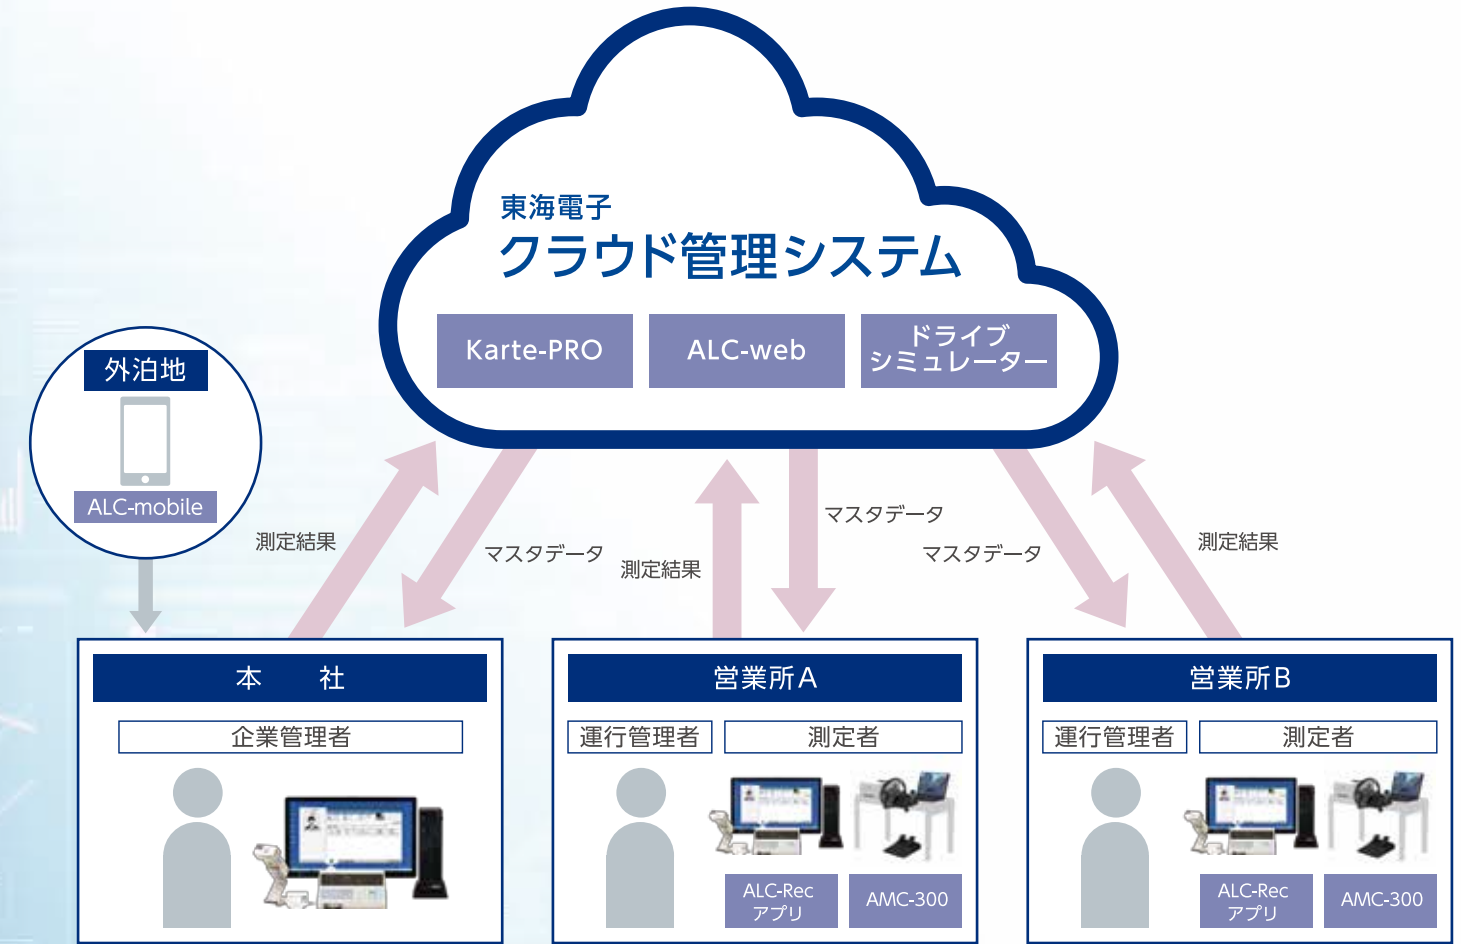 東海電子
クラウド管理システム
Karte-PRO
ALC-web
ドライブ
シミュレーター
外泊地
ALC-mobile
測定結果
マスタデータ
測定結果
マスタデータ
マスタデータ
測定結果
本 社
企業管理者
営業所A
運行管理者
測定者
ALC-Rec
アプリ
AMC-300
営業所B
運行管理者
測定者
ALC-Rec
アプリ
AMC-300